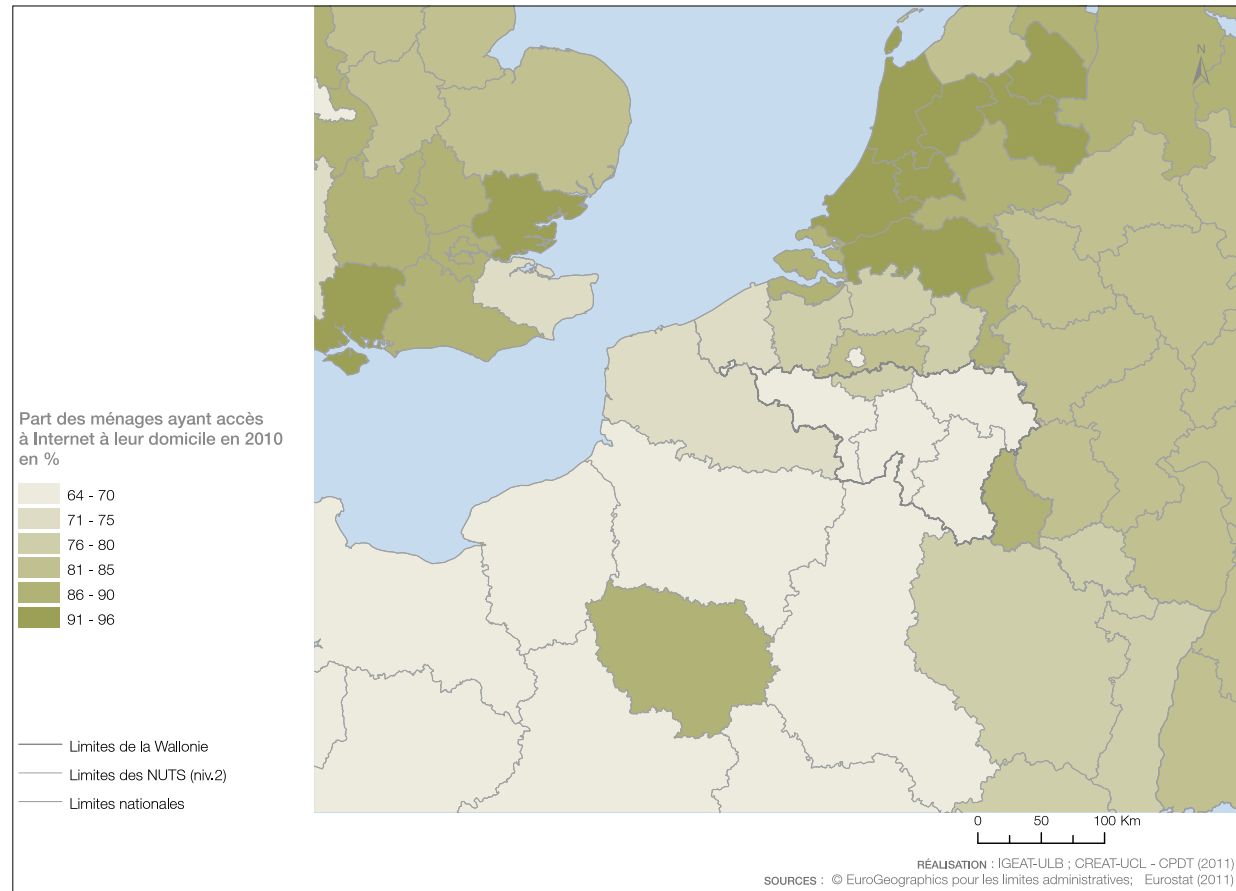 N
Part des ménages ayant accès
à Internet à leur domicile en 2010
en %
64 - 70
71 - 75
76 - 80
81 - 85
86 - 90
91 - 96
Limites de la Wallonie
Limites des NUTS (niv.2)
Limites nationales
0 50 100 Km
RÉALISATION : IGEAT-ULB ; CREAT-UCL - CPDT (2011)
SOURCES : © EuroGeographics pour les limites administratives; Eurostat (2011)